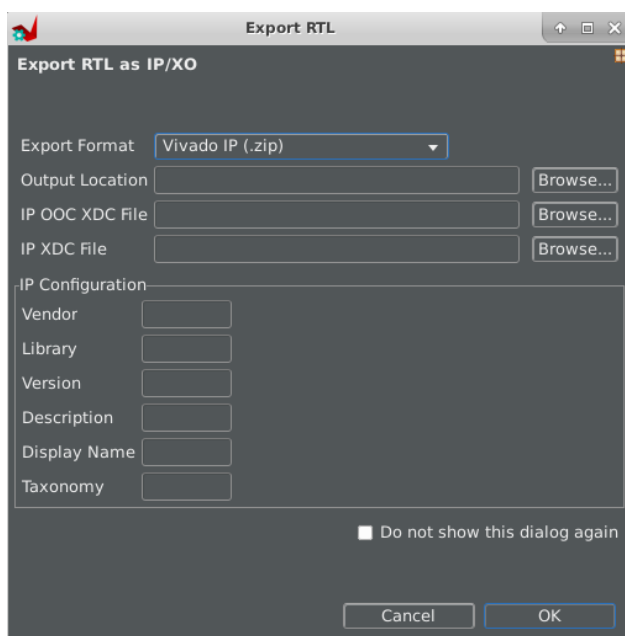 Export RTL
Export RTL as IP/XO
Export Format Vivado IP (.zip)
Output Location Browse...
IP OOC XDC File Browse...
IP XDC File Browse...
IP Configuration
Vendor
Library
Version
Description
Display Name
Taxonomy
Do not show this dialog again
Cancel OK